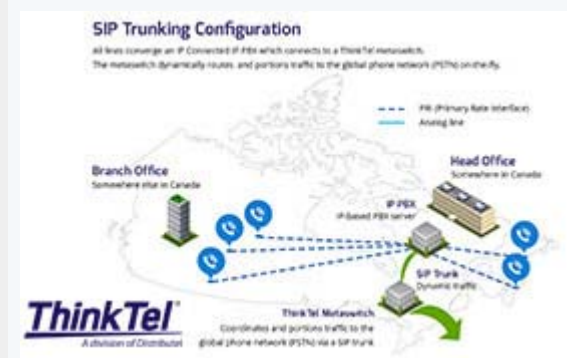 SIP Trunking Configuration
All lines converge an IP Connected IP PBX which connects to a ThinkTel metaswitch.
The metaswitch dynamically routes and portions traffic to the global phone network (PSTN) on the fly.
PRI (Primary Rate Interface)
Analog line
Branch Office
Somewhere else in Canada
Head Office
Somewhere in Canada
IP PBX
IP-based PBX server
SIP Trunk
Dynamic traffic
ThinkTel Metaswitch
Coordinates and portions traffic to the
global phone network (PSTN) via a SIP trunk
ThinkTel
A division of Distributel